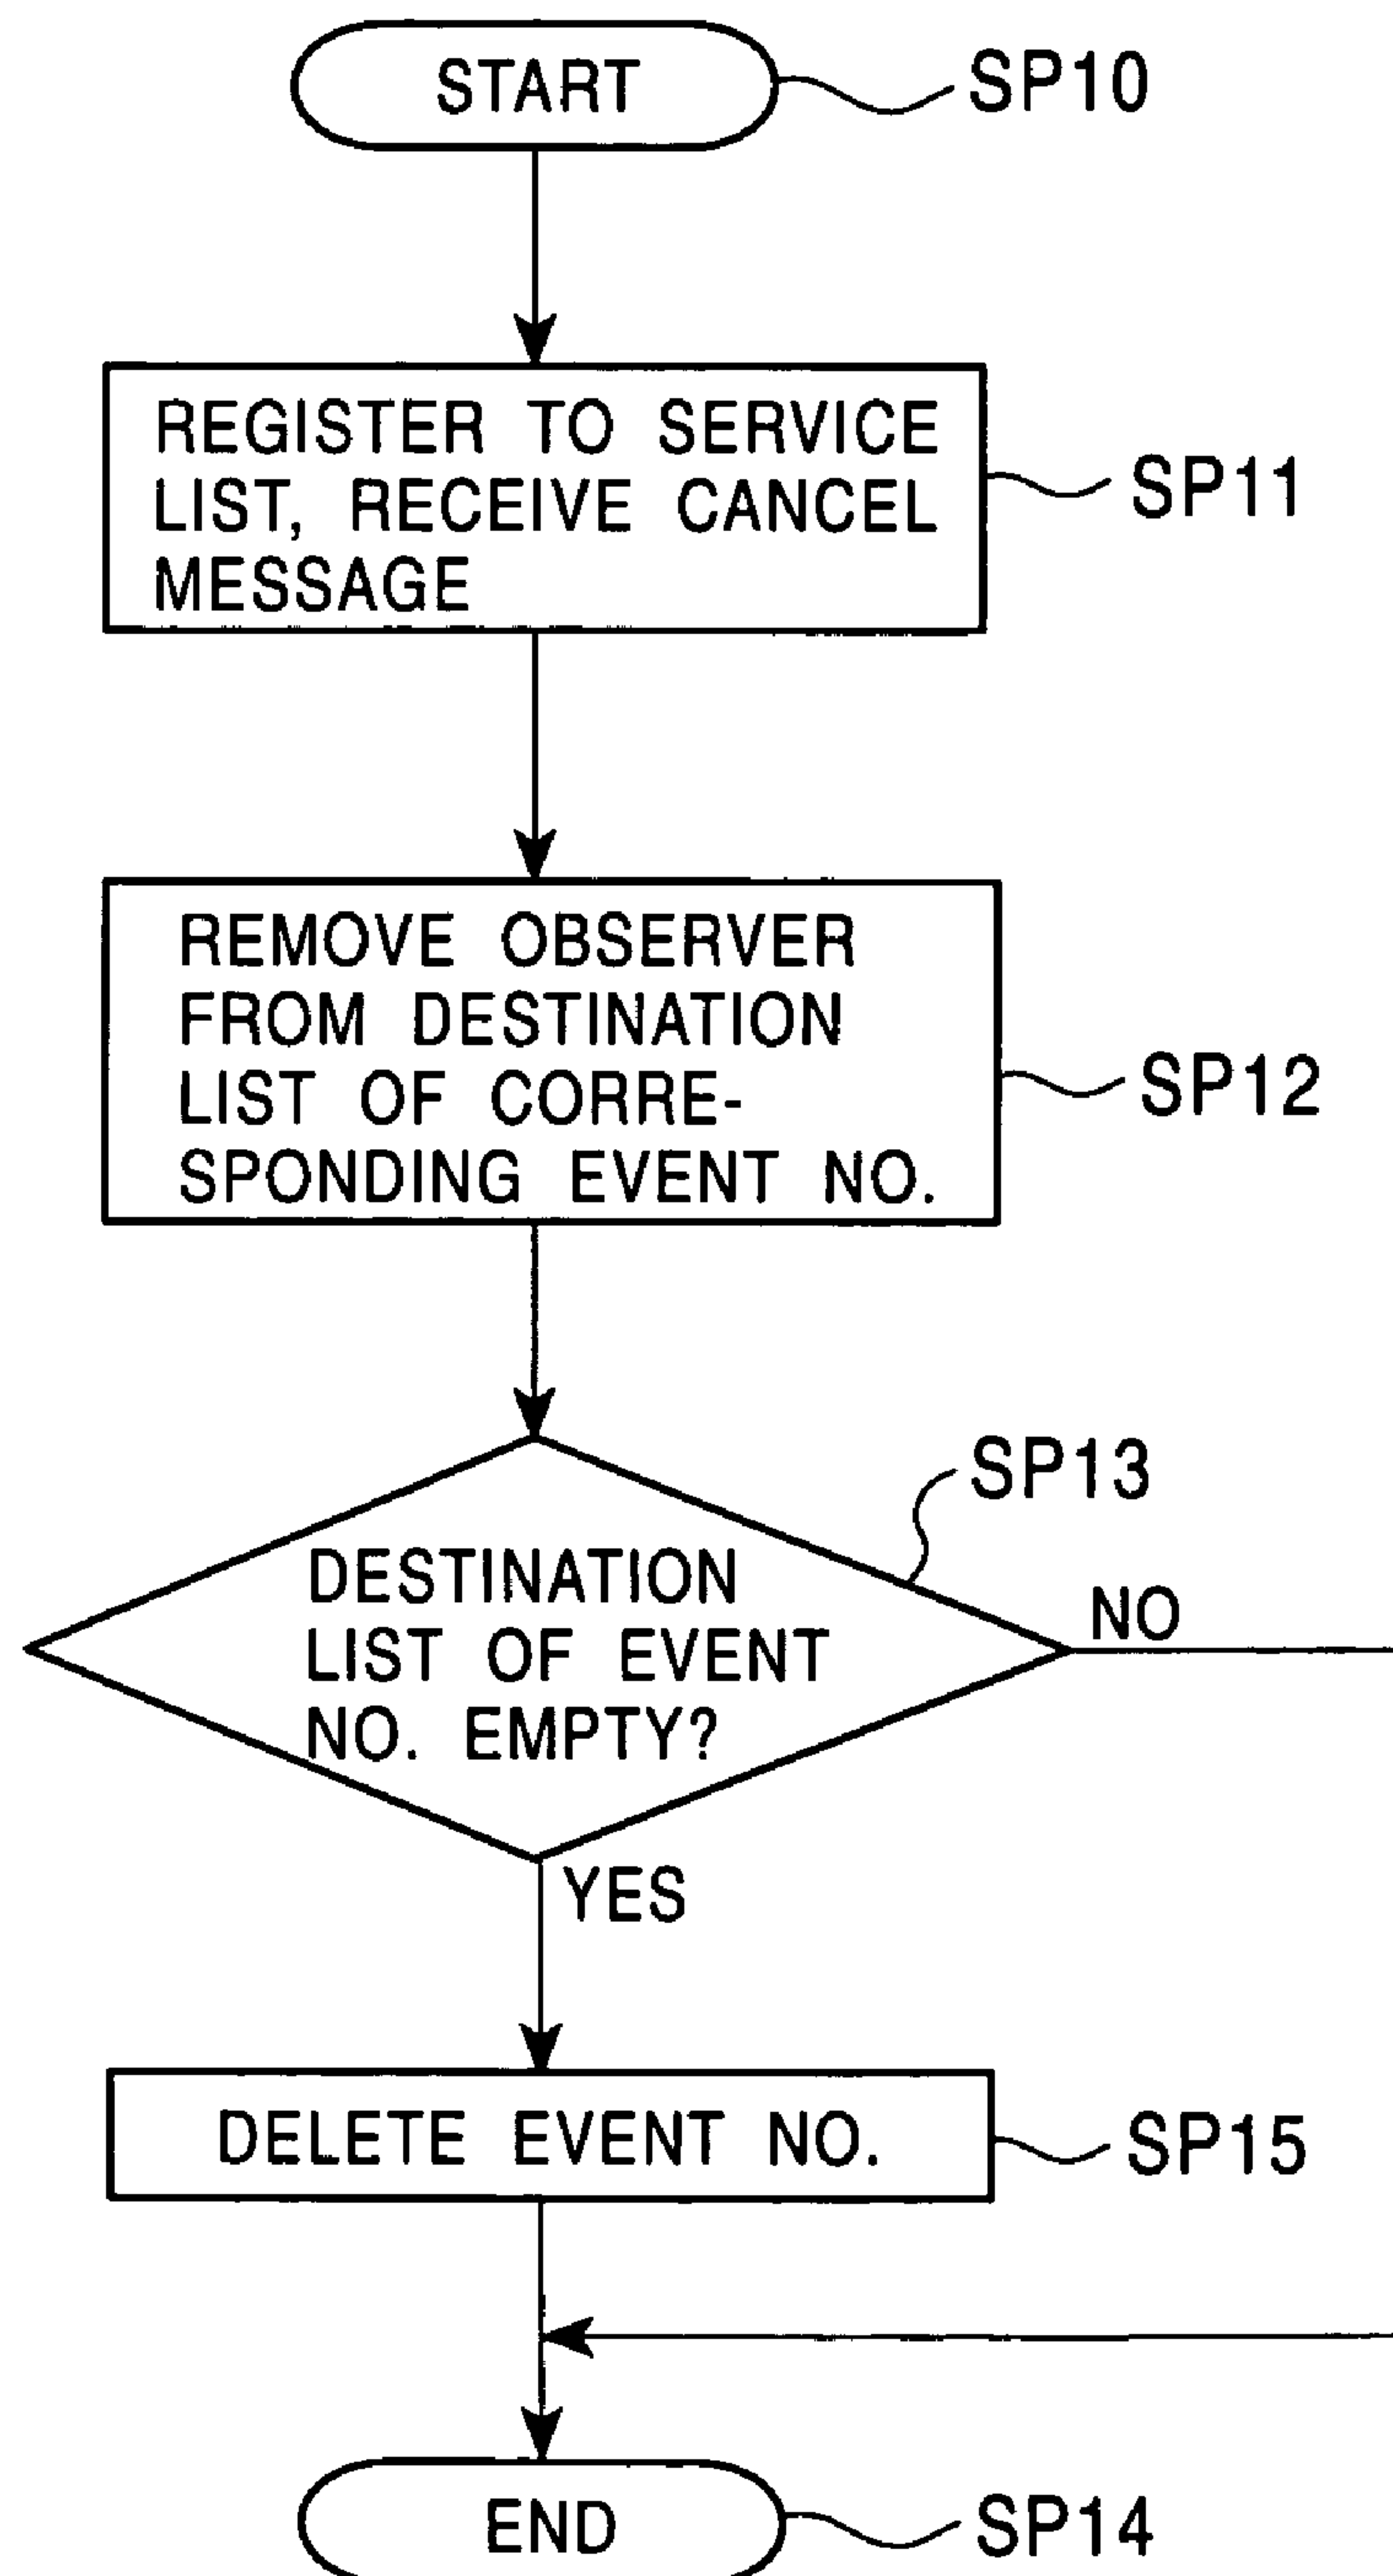 START
SP10
REGISTER TO SERVICE
LIST, RECEIVE CANCEL
MESSAGE
SP11
REMOVE OBSERVER
FROM DESTINATION
LIST OF CORRE-
SPONDING EVENT NO.
SP12
SP13
DESTINATION
LIST OF EVENT
NO. EMPTY?
NO
YES
DELETE EVENT NO.
SP15
END
SP14